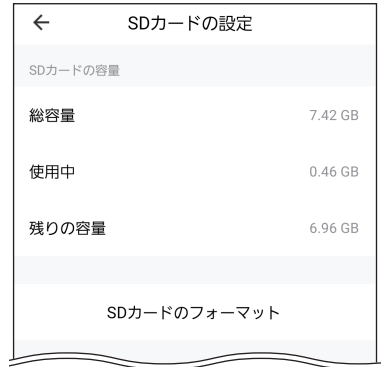 SDカードの設定
SDカードの容量
総容量 7.42 GB
使用中 0.46 GB
残りの容量 6.96 GB
SDカードのフォーマット